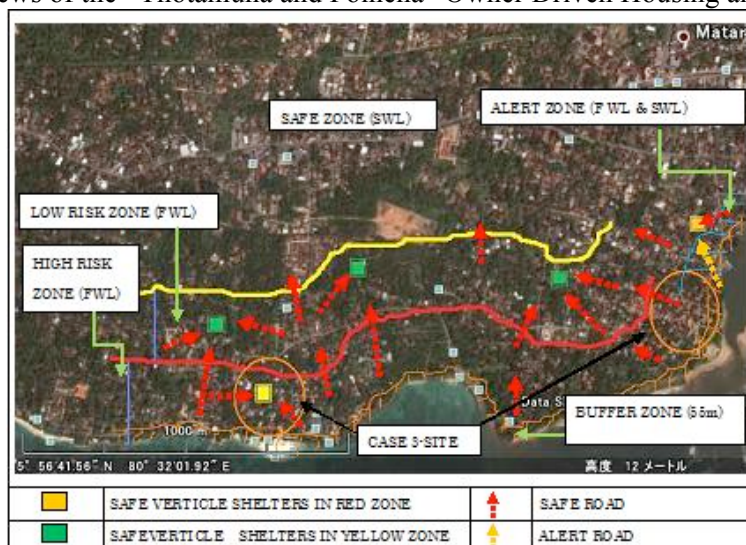 ews of the "Thotamuna and Polhena" Owner Driven Housing a
Matar
ALERT ZONE (FWL & SWL)
SAFE ZONE (SWL)
LOW RISK ZONE (FWL)
HIGH RISK
ZONE (FWL)
BUFFER ZONE (55m)
Data S
CASE 3-SITE
1000 m
5° 56'41.56" N 80° 32'01.92" E
高度 12 メートル
SAFE VERTICLE SHELTERS IN RED ZONE
SAFE ROAD
SAFEVERTICLE SHELTERS IN YELLOW ZONE
ALERT ROAD